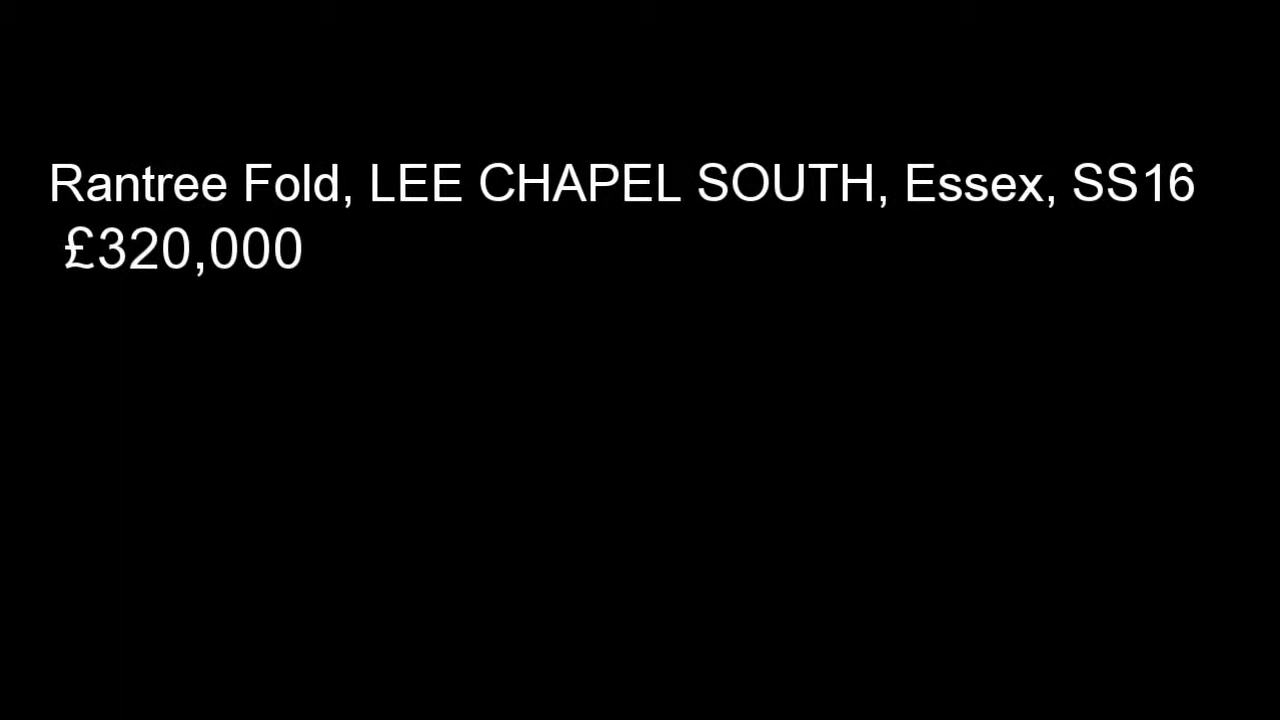 Rantree Fold, LEE CHAPEL SOUTH, Essex, SS16
£320,000